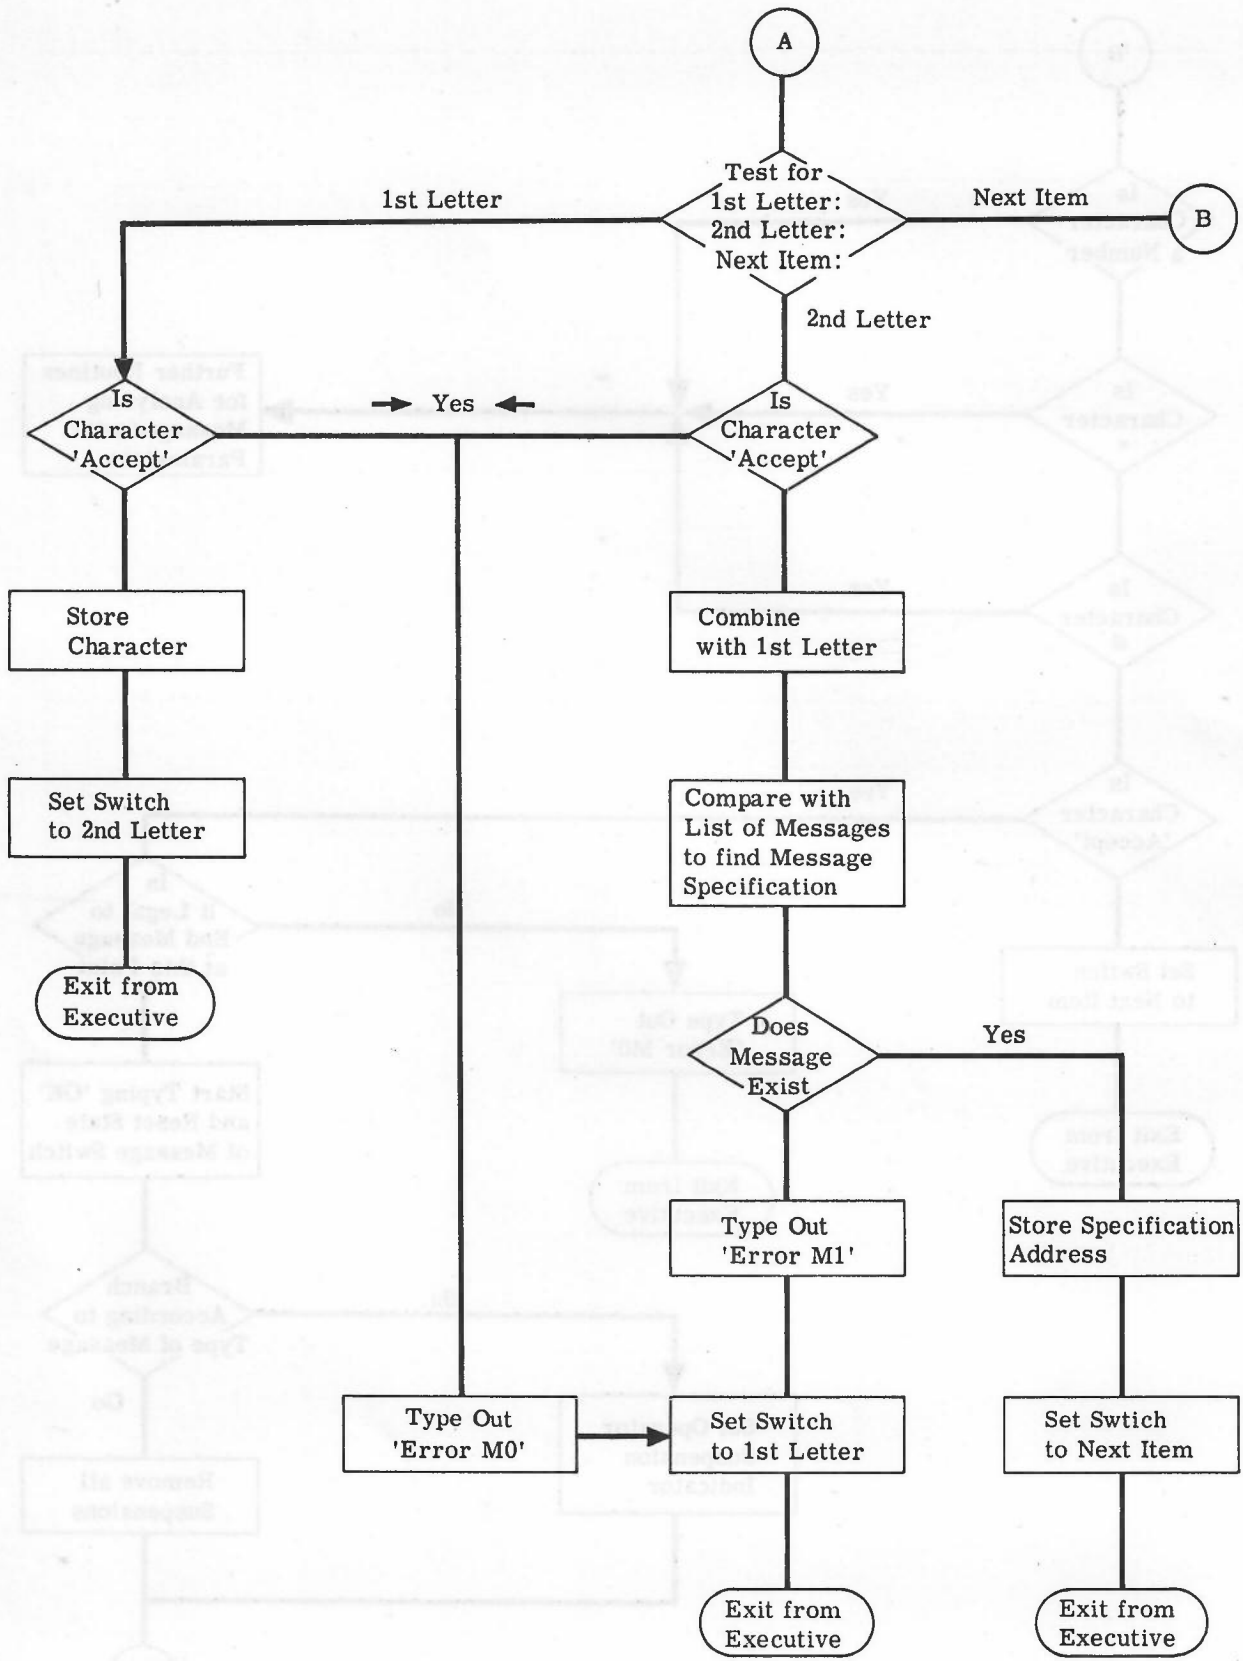 A
Test for
1st Letter:
2nd Letter:
Next Item:
1st Letter
Next Item
B
2nd Letter
Is
Character
'Accept'
Yes
Is
Character
'Accept'
Store
Character
Combine
with 1st Letter
Set Switch
to 2nd Letter
Compare with
List of Messages
to find Message
Specification
Exit from
Executive
Does
Message
Exist
Yes
Type Out
'Error M1'
Store Specification
Address
Type Out
'Error M0'
Set Switch
to 1st Letter
Set Swtich
to Next Item
Exit from
Executive
Exit from
Executive